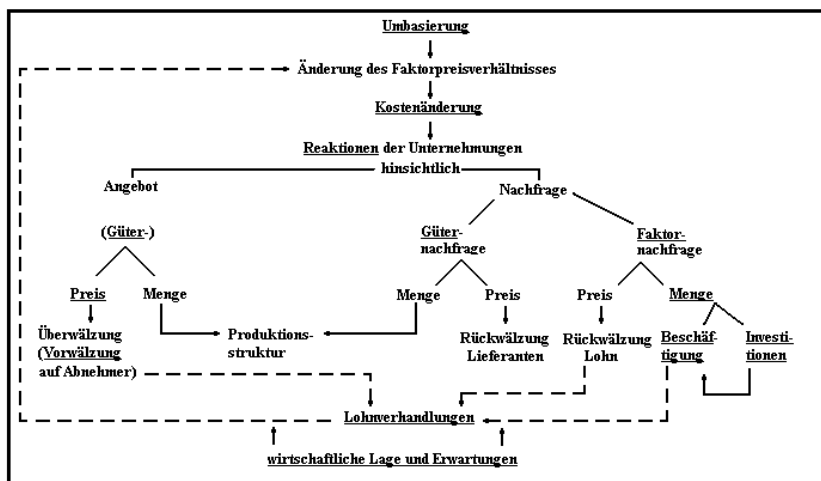 Umbasierung
Änderung des Faktorpreisverhältnisses
Kostenänderung
Reaktionen der Unternehmungen
hinsichtlich
Angebot
Nachfrage
(Güter-)
Güter-
nachfrage
Faktor-
nachfrage
Preis
Menge
Menge
Preis
Preis
Menge
Überwälzung
(Vorwälzung
auf Abnehmer)
Produktions-
struktur
Rückwälzung
Lieferanten
Rückwälzung
Lohn
Beschäf-
tigung
Investi-
tionen
Lohnverhandlungen
wirtschaftliche Lage und Erwartungen